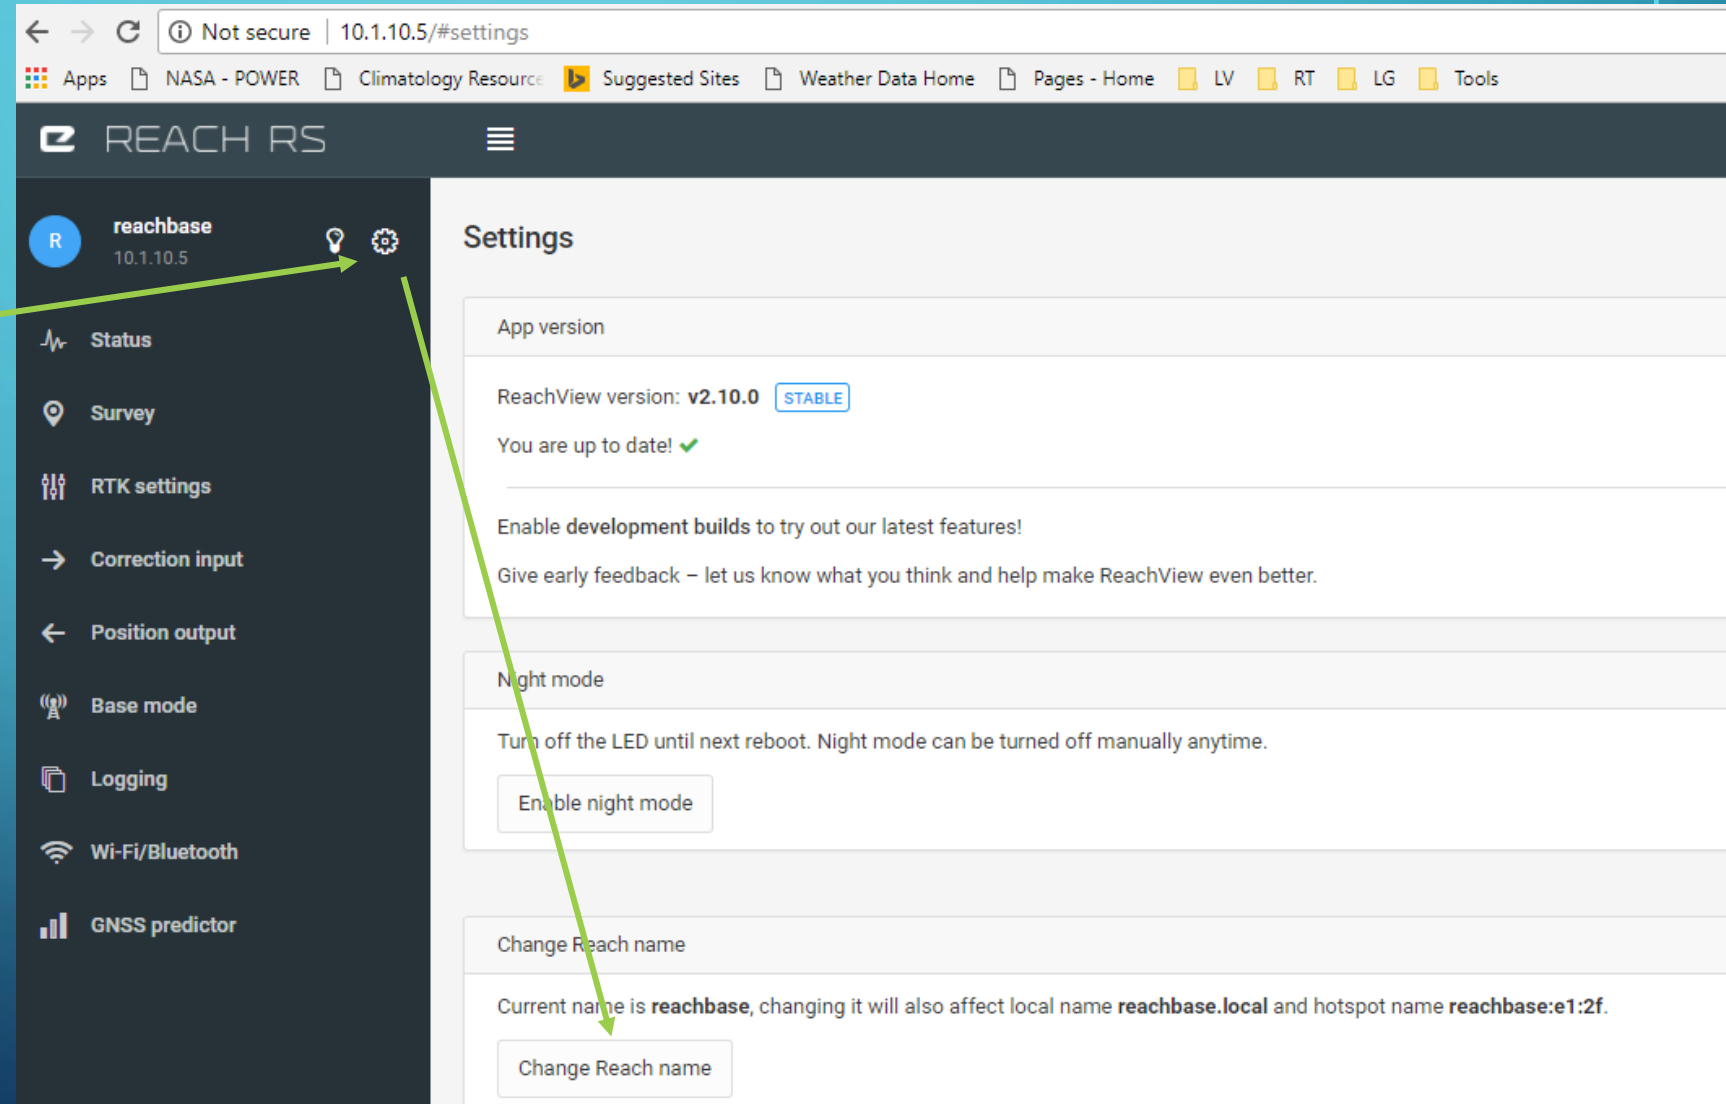 Not secure | 10.1.10.5/#settings
Apps NASA - POWER Climatology Resource Suggested Sites Weather Data Home Pages - Home LV RT LG Tools
REACH RS
R
reachbase
10.1.10.5
Status
Survey
RTK settings
Correction input
Position output
Base mode
Logging
Wi-Fi/Bluetooth
GNSS predictor
Settings
App version
ReachView version: v2.10.0 STABLE
You are up to date!
Enable development builds to try out our latest features!
Give early feedback – let us know what you think and help make ReachView even better.
Night mode
Turn off the LED until next reboot. Night mode can be turned off manually anytime.
Enable night mode
Change Reach name
Current name is reachbase, changing it will also affect local name reachbase.local and hotspot name reachbase:e1:2f.
Change Reach name